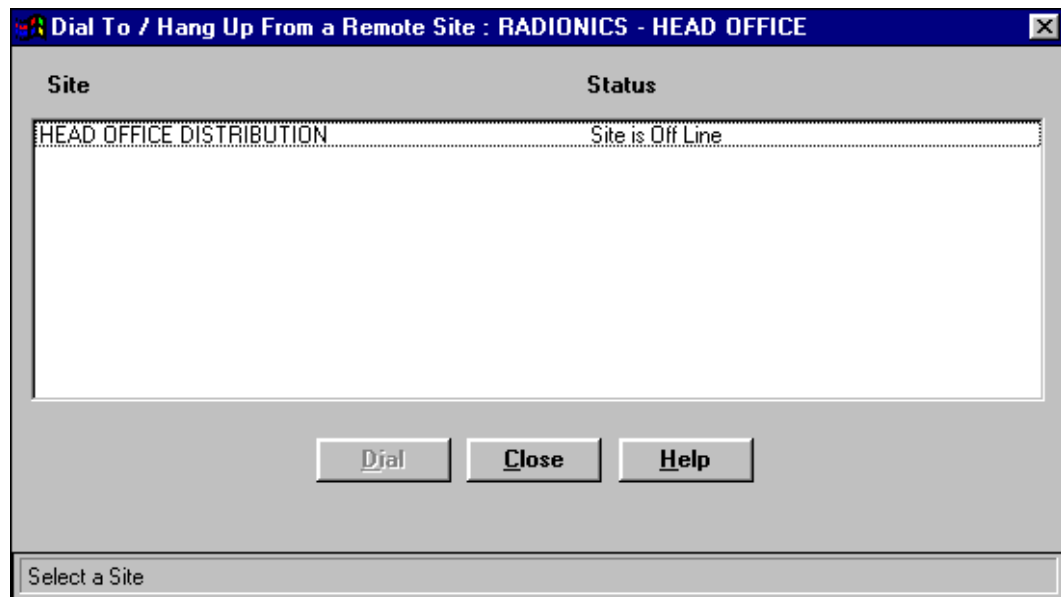 Dial To / Hang Up From a Remote Site : RADIONICS - HEAD OFFICE
Site Status
HEAD OFFICE DISTRIBUTION Site is Off Line
Dial Close Help
Select a Site